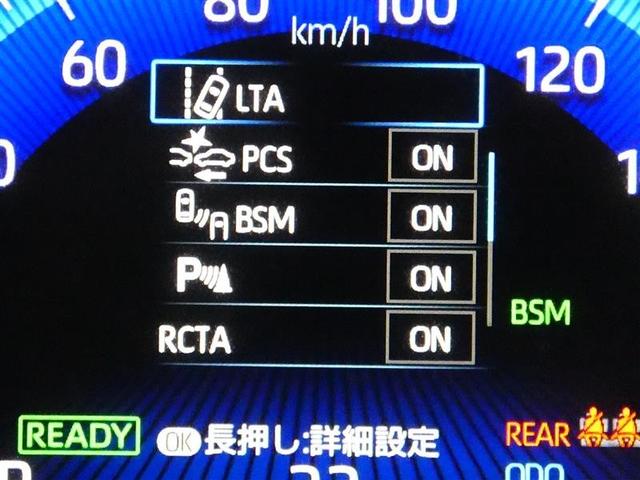 80
100
km/h
60
120
LTA
PCS ON
BSM ON
P ON
BSM
RCTA ON
READY
OK 長押し:詳細設定
REAR